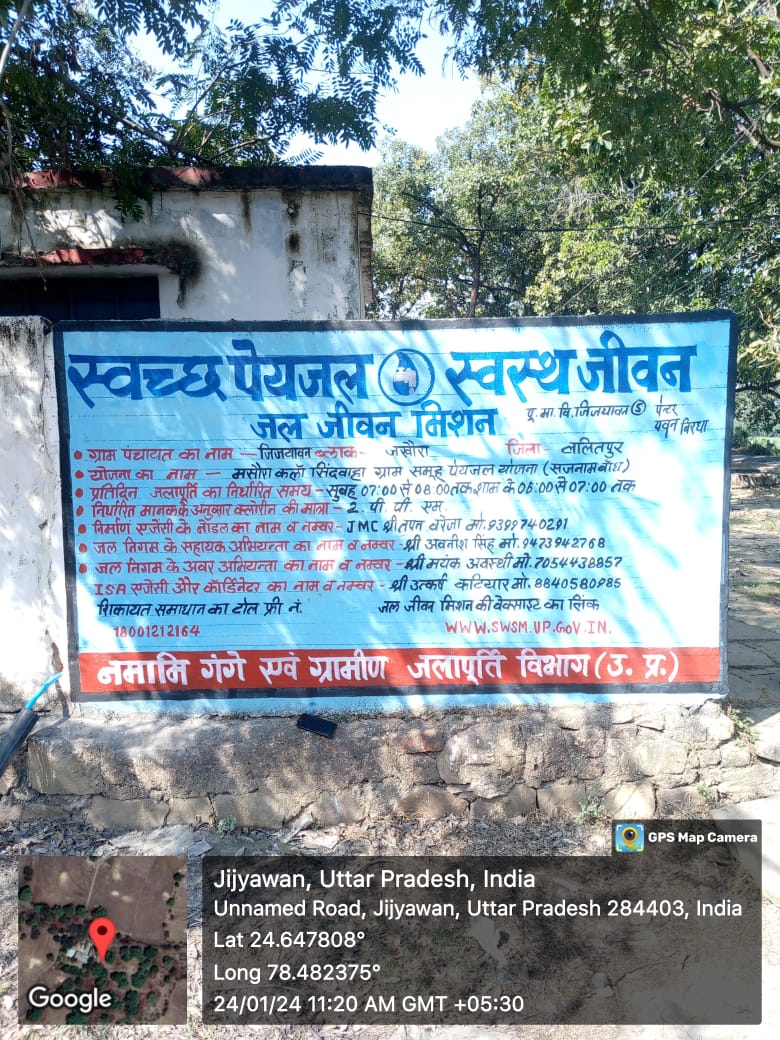 स्वच्छ पेयजल स्वस्थ जीवन
जल जीवन मिशन
पू.मा.वि.जिजयावन ⑤ पेन्टर
पवन बिरधा
• ग्राम पंचायत का नाम — जिजयावन ब्लाक- जखौरा जिला- ललितपुर
• योजना का नाम — मसौरा कलाँ सिंदवाहा ग्राम समूह पेयजल योजना (सजनामबाँध)
• प्रतिदिन जलापूर्ति का निर्धारित समय - सुबह 07:00 से 08:00 तक शाम के 06:00 से 07:00 तक
• निर्धारित मानक के अनुसार क्लोरीन की मात्रा - 2. पी. पी. एम.
• निर्माण एजेंसी के नोडल का नाम व नम्बर - JMC श्री तपन बरेजा मो.9399740291
• जल निगम के सहायक अभियन्ता का नाम व नम्बर - श्री अवनीश सिंह मो.9473942768
• जल निगम के अवर अभियन्ता का नाम व नम्बर - श्री मयंक अवस्थी मो.7054438857
ISA एजेन्सी और कॉर्डिनेटर का नाम व नम्बर - श्री उत्कर्ष कटियार मो. 8840580985
शिकायत समाधान का टोल फ्री नं. जल जीवन मिशन की वेबसाइट का लिंक
18001212164 WWW.SWSM.UP.GOV.IN.
नमामि गंगे एवं ग्रामीण जलापूर्ति विभाग (उ. प्र.)
GPS Map Camera
Jijyawan, Uttar Pradesh, India
Unnamed Road, Jijyawan, Uttar Pradesh 284403, India
Lat 24.647808°
Long 78.482375°
24/01/24 11:20 AM GMT +05:30
Google